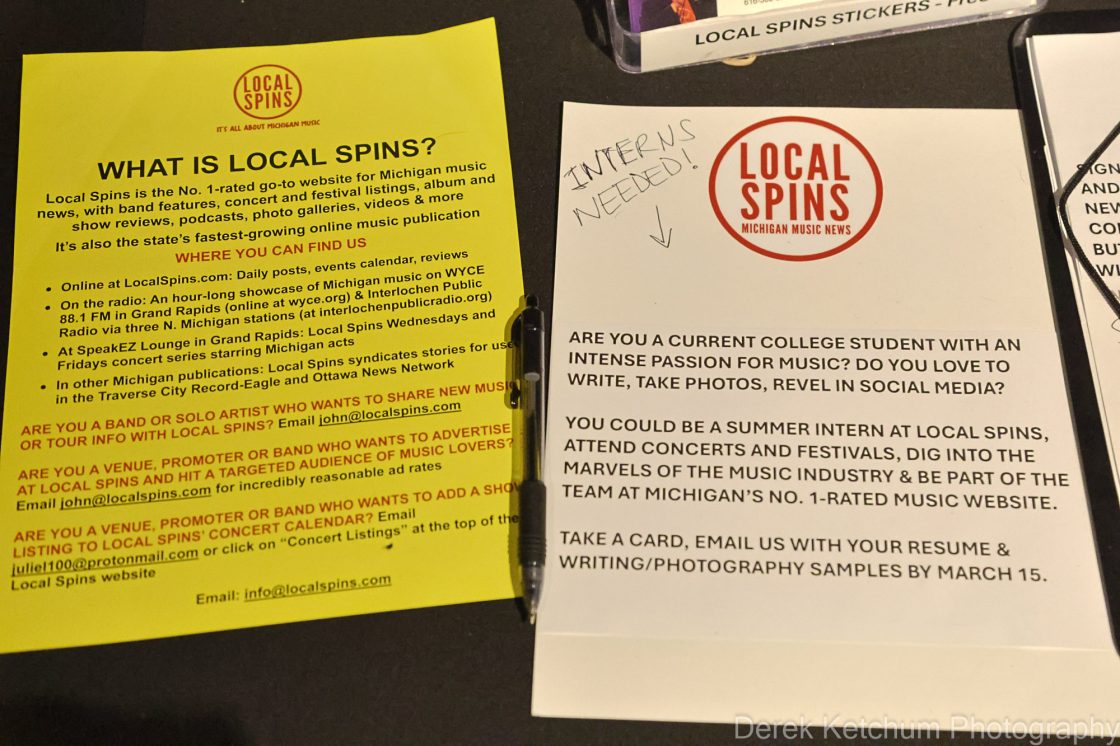 LOCAL
SPINS
IT'S ALL ABOUT MICHIGAN MUSIC
WHAT IS LOCAL SPINS?
Local Spins is the No. 1-rated go-to website for Michigan music
news, with band features, concert and festival listings, album and
show reviews, podcasts, photo galleries, videos & more
It's also the state's fastest-growing online music publication
WHERE YOU CAN FIND US
• Online at LocalSpins.com: Daily posts, events calendar, reviews
• On the radio: An hour-long showcase of Michigan music on WYCE
88.1 FM in Grand Rapids (online at wyce.org) & Interlochen Public
Radio via three N. Michigan stations (at interlochenpublicradio.org)
• At SpeakEZ Lounge in Grand Rapids: Local Spins Wednesdays and
Fridays concert series starring Michigan acts
• In other Michigan publications: Local Spins syndicates stories for use
in the Traverse City Record-Eagle and Ottawa News Network
ARE YOU A BAND OR SOLO ARTIST WHO WANTS TO SHARE NEW MUSIC
OR TOUR INFO WITH LOCAL SPINS? Email john@localspins.com
ARE YOU A VENUE, PROMOTER OR BAND WHO WANTS TO ADVERTISE
AT LOCAL SPINS AND HIT A TARGETED AUDIENCE OF MUSIC LOVERS?
Email john@localspins.com for incredibly reasonable ad rates
ARE YOU A VENUE, PROMOTER OR BAND WHO WANTS TO ADD A SHOW
LISTING TO LOCAL SPINS' CONCERT CALENDAR? Email
juliel100@protonmail.com or click on "Concert Listings" at the top of the
Local Spins website
Email: info@localspins.com
LOCAL SPINS STICKERS -
INTERNS
NEEDED!
LOCAL
SPINS
MICHIGAN MUSIC NEWS
ARE YOU A CURRENT COLLEGE STUDENT WITH AN
INTENSE PASSION FOR MUSIC? DO YOU LOVE TO
WRITE, TAKE PHOTOS, REVEL IN SOCIAL MEDIA?
YOU COULD BE A SUMMER INTERN AT LOCAL SPINS,
ATTEND CONCERTS AND FESTIVALS, DIG INTO THE
MARVELS OF THE MUSIC INDUSTRY & BE PART OF THE
TEAM AT MICHIGAN'S NO. 1-RATED MUSIC WEBSITE.
TAKE A CARD, EMAIL US WITH YOUR RESUME &
WRITING/PHOTOGRAPHY SAMPLES BY MARCH 15.
AND
Derek Ketchum Photography